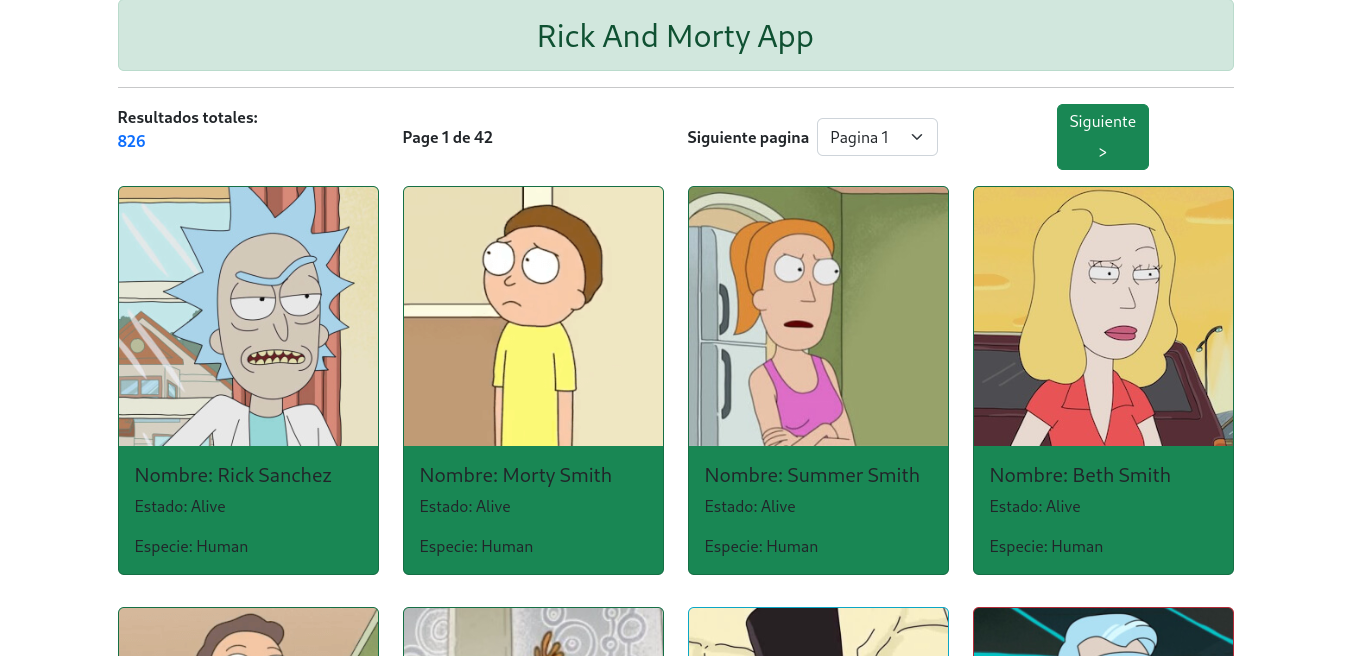 Rick And Morty App
Resultados totales:
826
Page 1 de 42
Siguiente pagina
Pagina 1
Siguiente
>
Nombre: Rick Sanchez
Estado: Alive
Especie: Human
Nombre: Morty Smith
Estado: Alive
Especie: Human
Nombre: Summer Smith
Estado: Alive
Especie: Human
Nombre: Beth Smith
Estado: Alive
Especie: Human